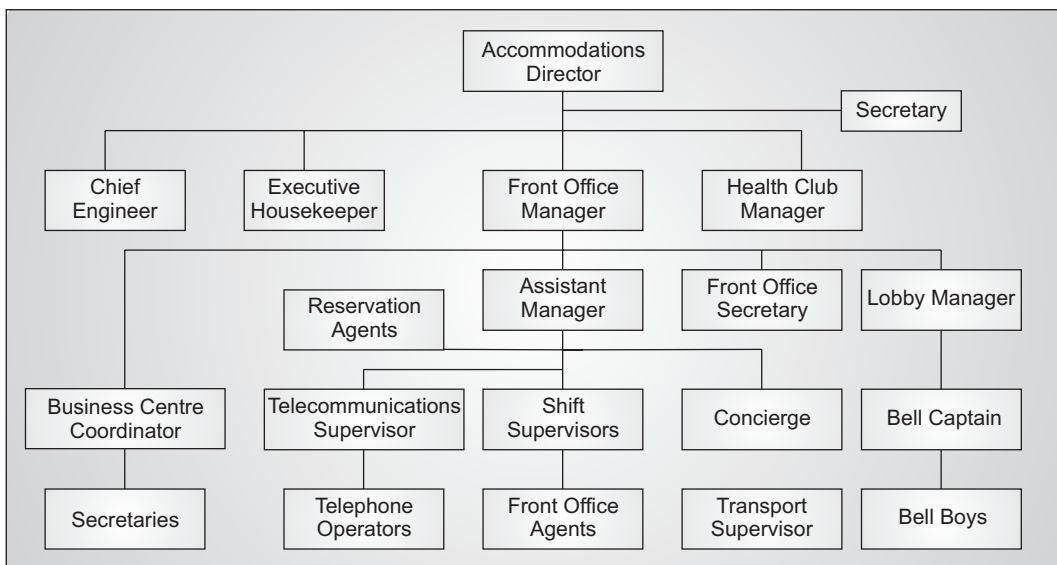 Accommodations
Director
Secretary
Chief
Engineer
Executive
Housekeeper
Front Office
Manager
Health Club
Manager
Reservation
Agents
Assistant
Manager
Front Office
Secretary
Lobby Manager
Business Centre
Coordinator
Telecommunications
Supervisor
Shift
Supervisors
Concierge
Bell Captain
Secretaries
Telephone
Operators
Front Office
Agents
Transport
Supervisor
Bell Boys